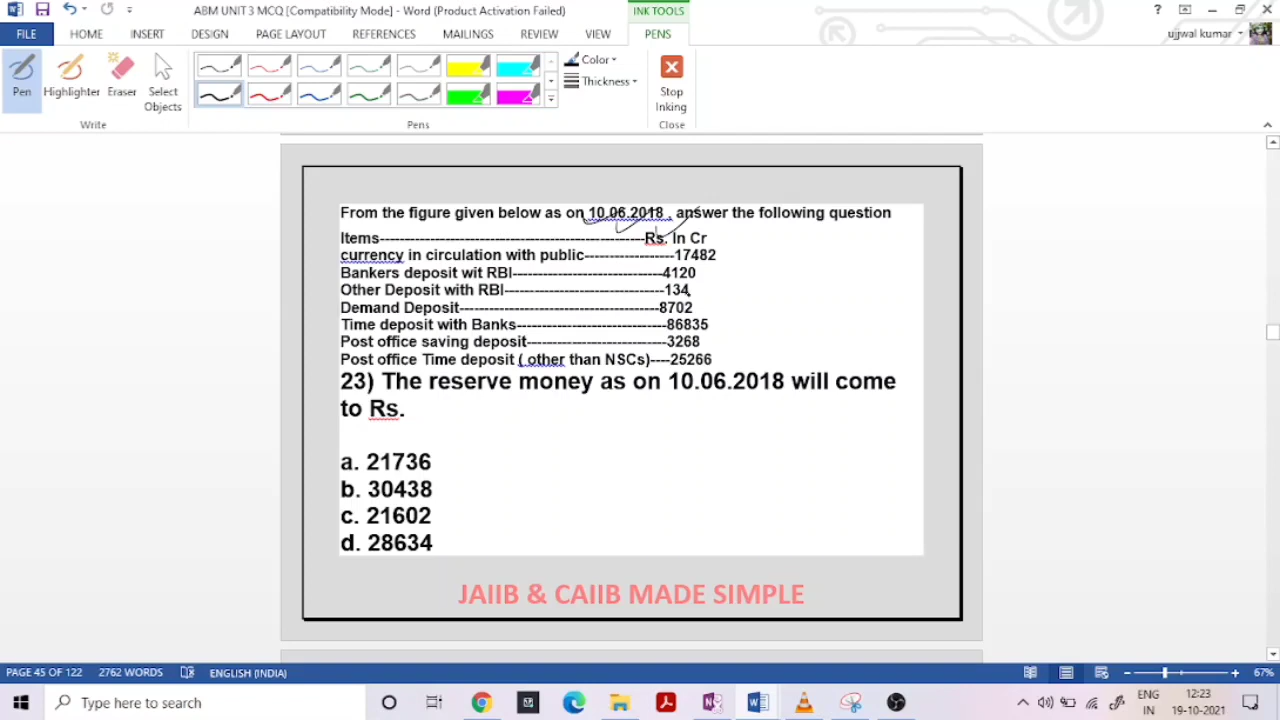 ABM UNIT 3 MCQ [Compatibility Mode] - Word (Product Activation Failed)
INK TOOLS
FILE HOME INSERT DESIGN PAGE LAYOUT REFERENCES MAILINGS REVIEW VIEW PENS
ujjwal kumar
Pen Highlighter Eraser Select Objects
Color
Thickness
Stop Inking
Write Pens Close
From the figure given below as on 10.06.2018 , answer the following question
Items-----------------------------------------------------Rs. In Cr
currency in circulation with public------------------17482
Bankers deposit wit RBI------------------------------4120
Other Deposit with RBI--------------------------------134
Demand Deposit----------------------------------------8702
Time deposit with Banks------------------------------86835
Post office saving deposit----------------------------3268
Post office Time deposit ( other than NSCs)----25266
23) The reserve money as on 10.06.2018 will come
to Rs.
a. 21736
b. 30438
c. 21602
d. 28634
JAIIB & CAIIB MADE SIMPLE
PAGE 45 OF 122 2762 WORDS ENGLISH (INDIA) 67%
Type here to search
ENG
IN
12:23
19-10-2021